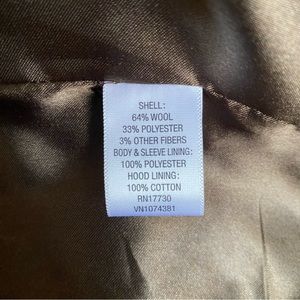 SHELL:
64% WOOL
33% POLYESTER
3% OTHER FIBERS
BODY & SLEEVE LINING:
100% POLYESTER
HOOD LINING:
100% COTTON
RN17730
VN1074381